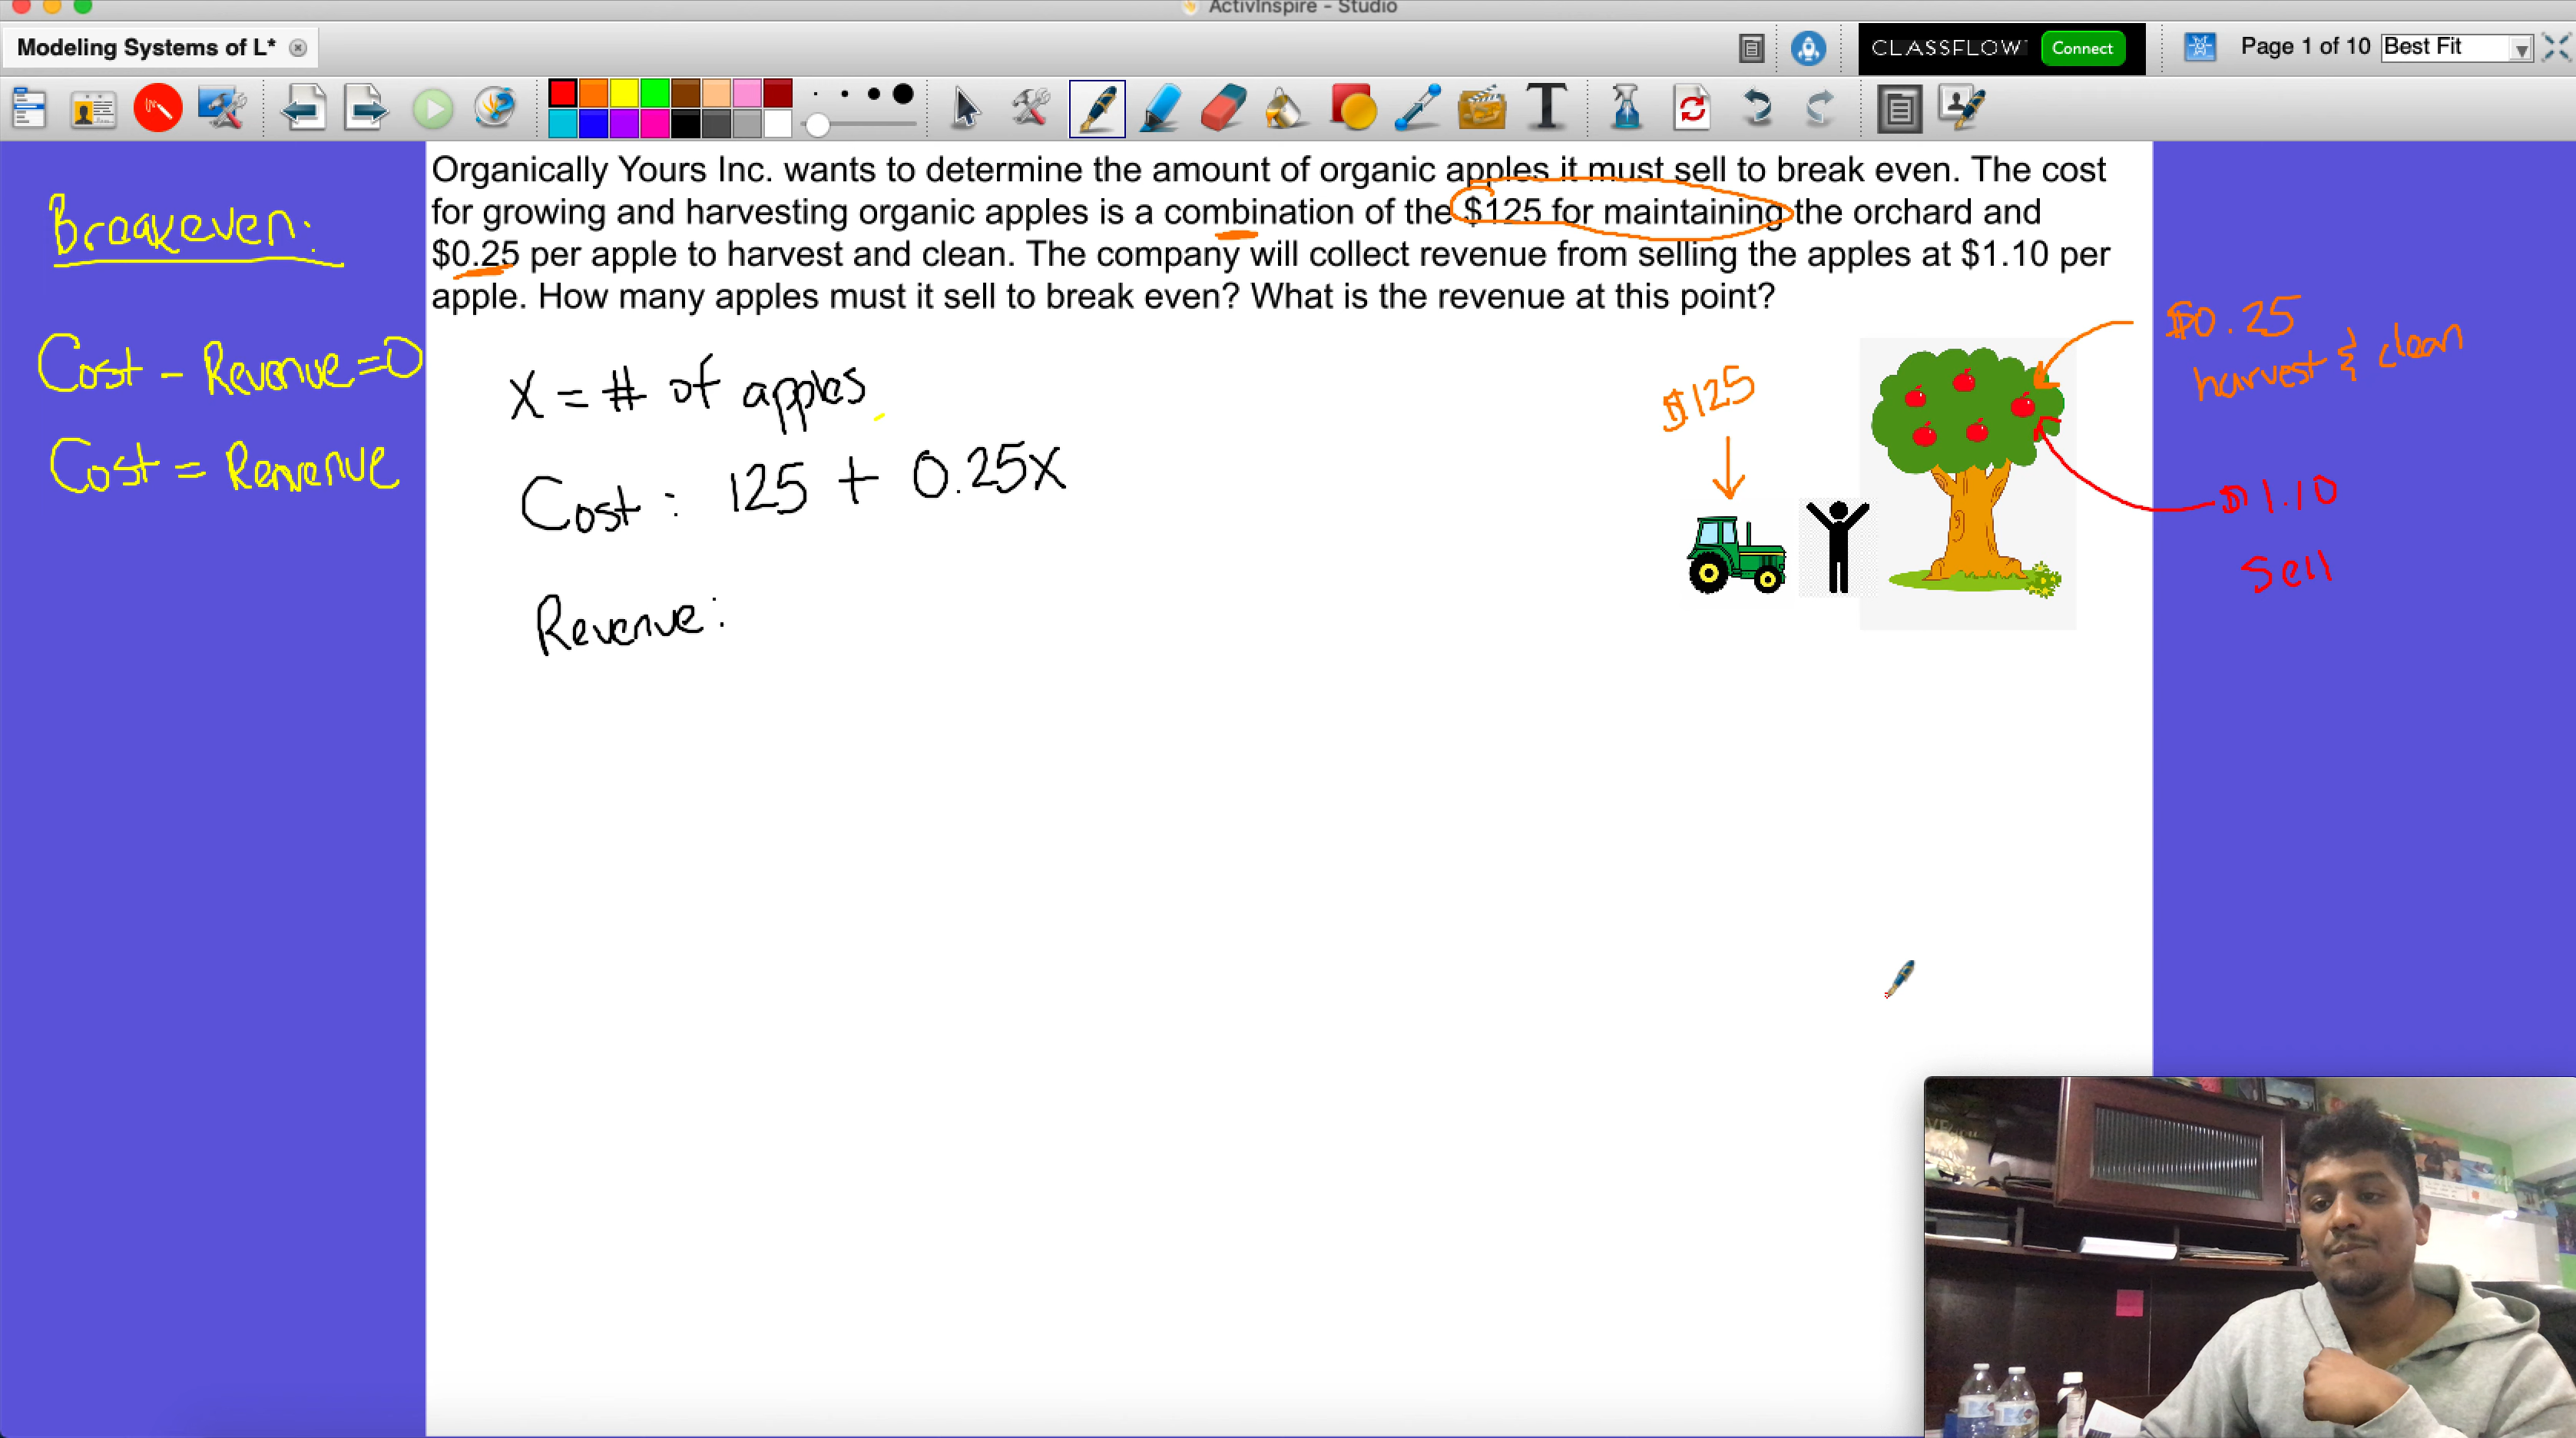 ActivInspire - Studio
Modeling Systems of L*
CLASSFLOW
Connect
Page 1 of 10
Best Fit
T
Organically Yours Inc. wants to determine the amount of organic apples it must sell to break even. The cost
for growing and harvesting organic apples is a combination of the $125 for maintaining the orchard and
$0.25 per apple to harvest and clean. The company will collect revenue from selling the apples at $1.10 per
apple. How many apples must it sell to break even? What is the revenue at this point?
Breakeven:
Cost - Revenue=0
Cost = Revenue
x = # of apples
Cost: 125 + 0.25x
Revenue:
$125
$0.25
harvest & clean
$1.10
Sell